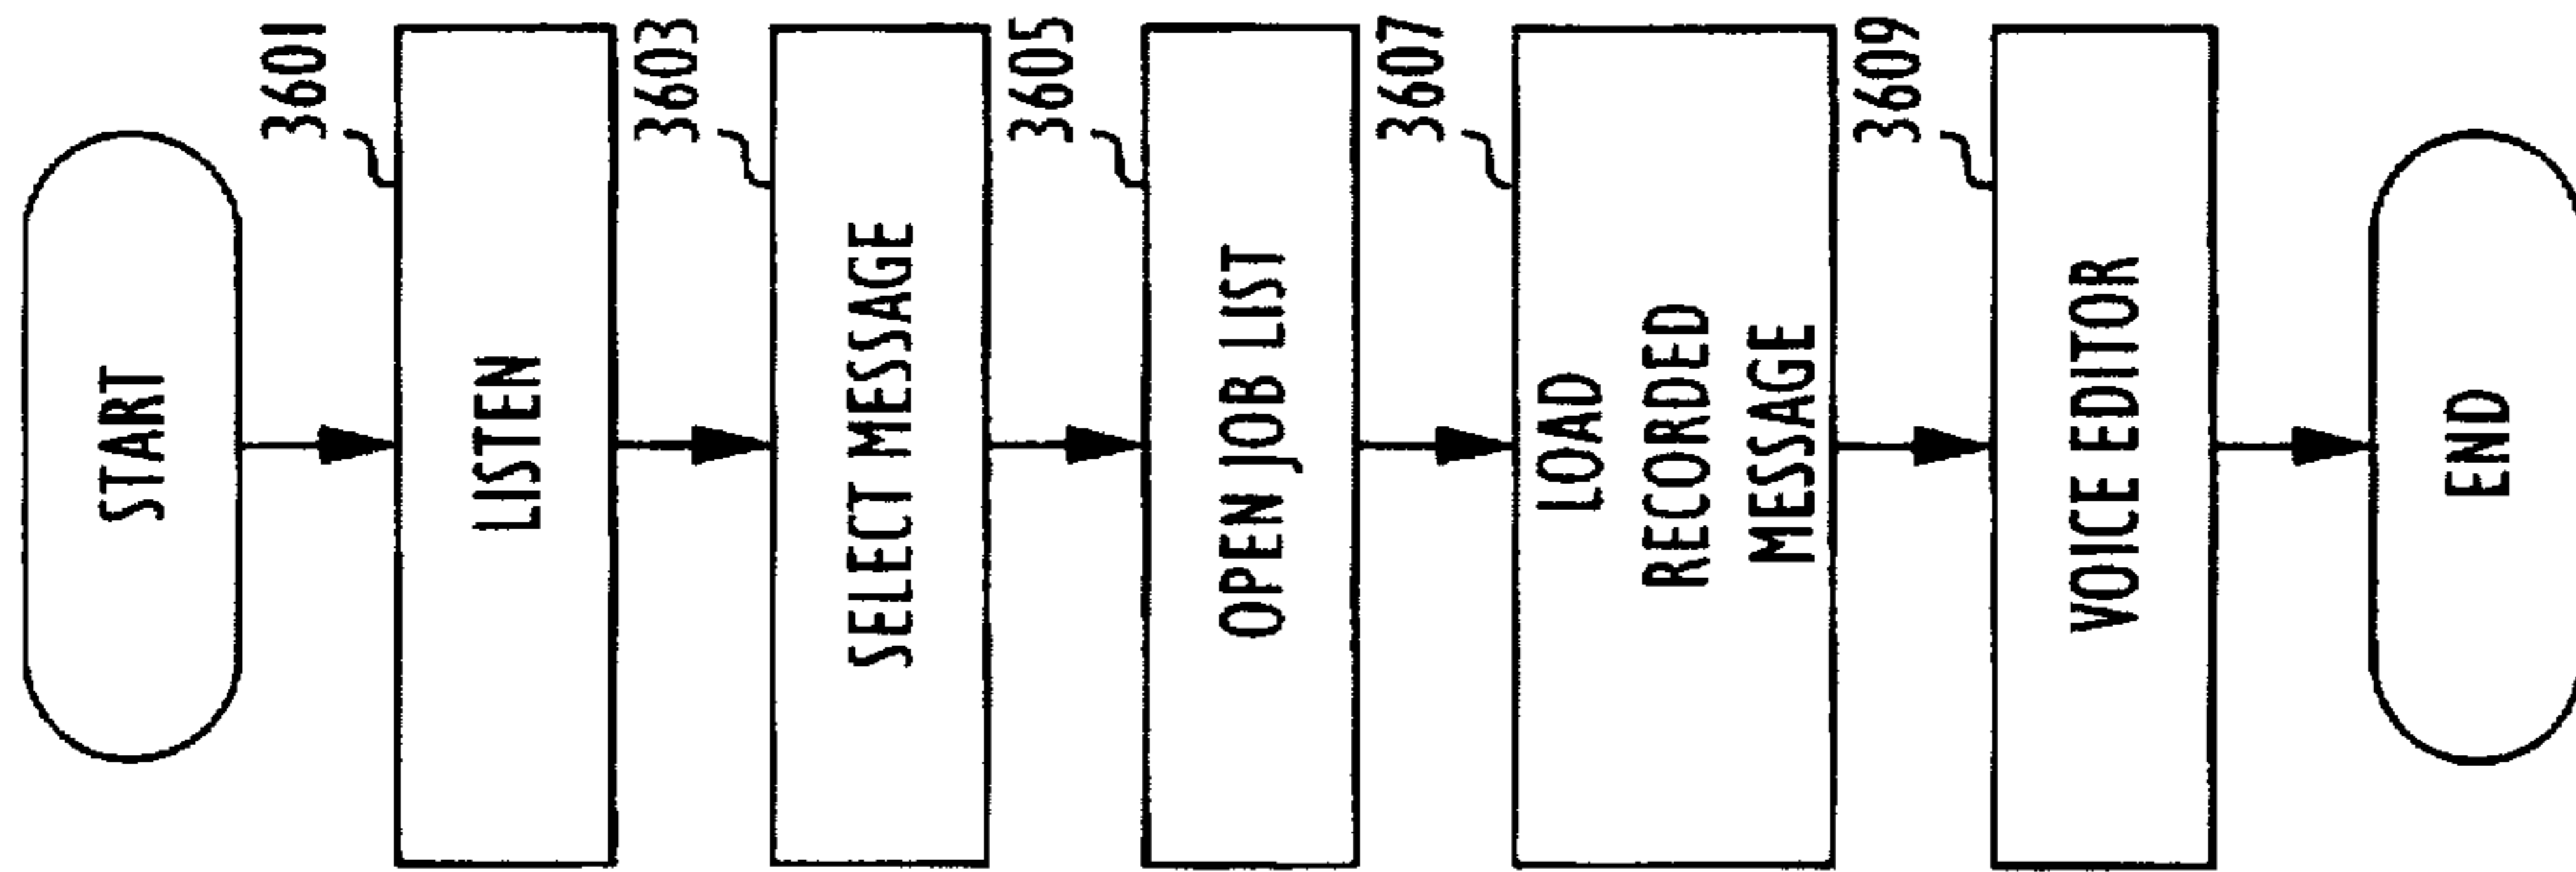 START
3601
LISTEN
3603
SELECT MESSAGE
3605
OPEN JOB LIST
3607
LOAD
RECORDED
MESSAGE
3609
VOICE EDITOR
END